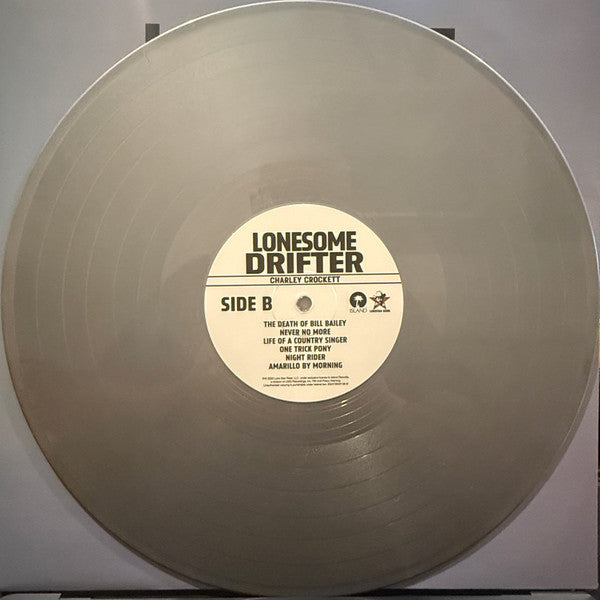 LONESOME
DRIFTER
CHARLEY CROCKETT
SIDE B
ISLAND
THE DEATH OF BILL BAILEY
NEVER NO MORE
LIFE OF A COUNTRY SINGER
ONE TRICK PONY
NIGHT RIDER
AMARILLO BY MORNING